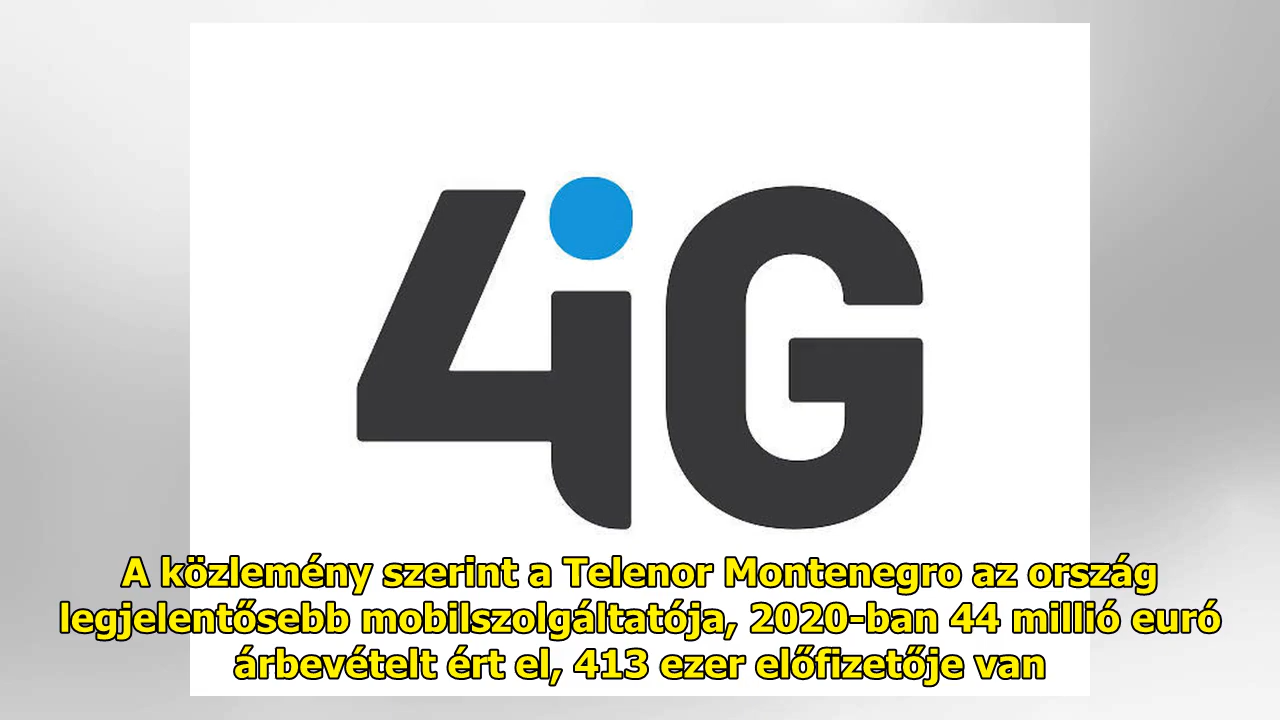 4iG
A közlemény szerint a Telenor Montenegro az ország
legjelentősebb mobilszolgáltatója, 2020-ban 44 millió euró
árbevételt ért el, 413 ezer előfizetője van